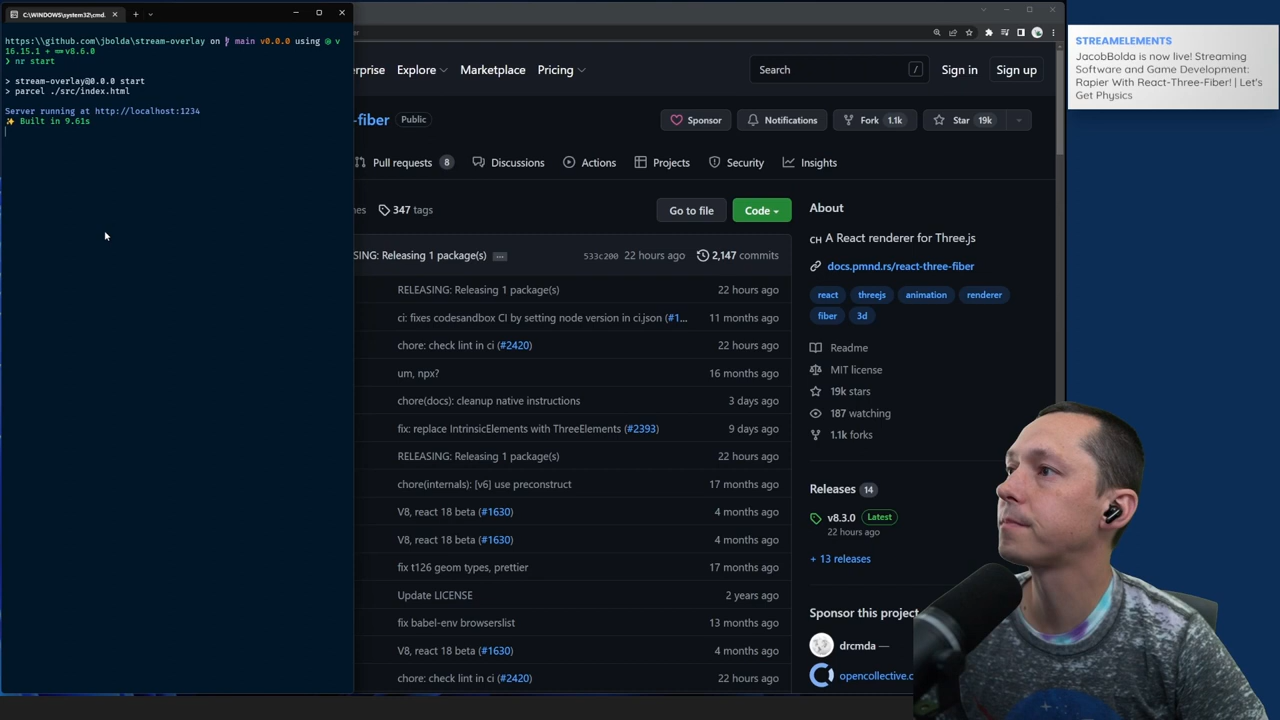 C:\WINDOWS\system32\cmd.
https:\\github.com\jbolda\stream-overlay on main v0.0.0 using v
16.15.1 + v8.6.0
❯ nr start
> stream-overlay@0.0.0 start
> parcel ./src/index.html
Server running at http://localhost:1234
✨ Built in 9.61s
erprise Explore Marketplace Pricing Search / Sign in Sign up
-fiber Public Sponsor Notifications Fork 1.1k Star 19k
Pull requests 8 Discussions Actions Projects Security Insights
347 tags Go to file Code
SING: Releasing 1 package(s) ... 533c200 22 hours ago 2,147 commits
RELEASING: Releasing 1 package(s) 22 hours ago
ci: fixes codesandbox CI by setting node version in ci.json (#1... 11 months ago
chore: check lint in ci (#2420) 22 hours ago
um, npx? 16 months ago
chore(docs): cleanup native instructions 3 days ago
fix: replace IntrinsicElements with ThreeElements (#2393) 9 days ago
RELEASING: Releasing 1 package(s) 22 hours ago
chore(internals): [v6] use preconstruct 17 months ago
V8, react 18 beta (#1630) 4 months ago
V8, react 18 beta (#1630) 4 months ago
fix t126 geom types, prettier 17 months ago
Update LICENSE 2 years ago
fix babel-env browserslist 13 months ago
V8, react 18 beta (#1630) 4 months ago
chore: check lint in ci (#2420) 22 hours ago
About
A React renderer for Three.js
docs.pmnd.rs/react-three-fiber
react threejs animation renderer
fiber 3d
Readme
MIT license
19k stars
187 watching
1.1k forks
Releases 14
v8.3.0 Latest
22 hours ago
+ 13 releases
Sponsor this project
drcmda —
opencollective.c
STREAMELEMENTS
JacobBolda is now live! Streaming
Software and Game Development:
Rapier With React-Three-Fiber! | Let's
Get Physics